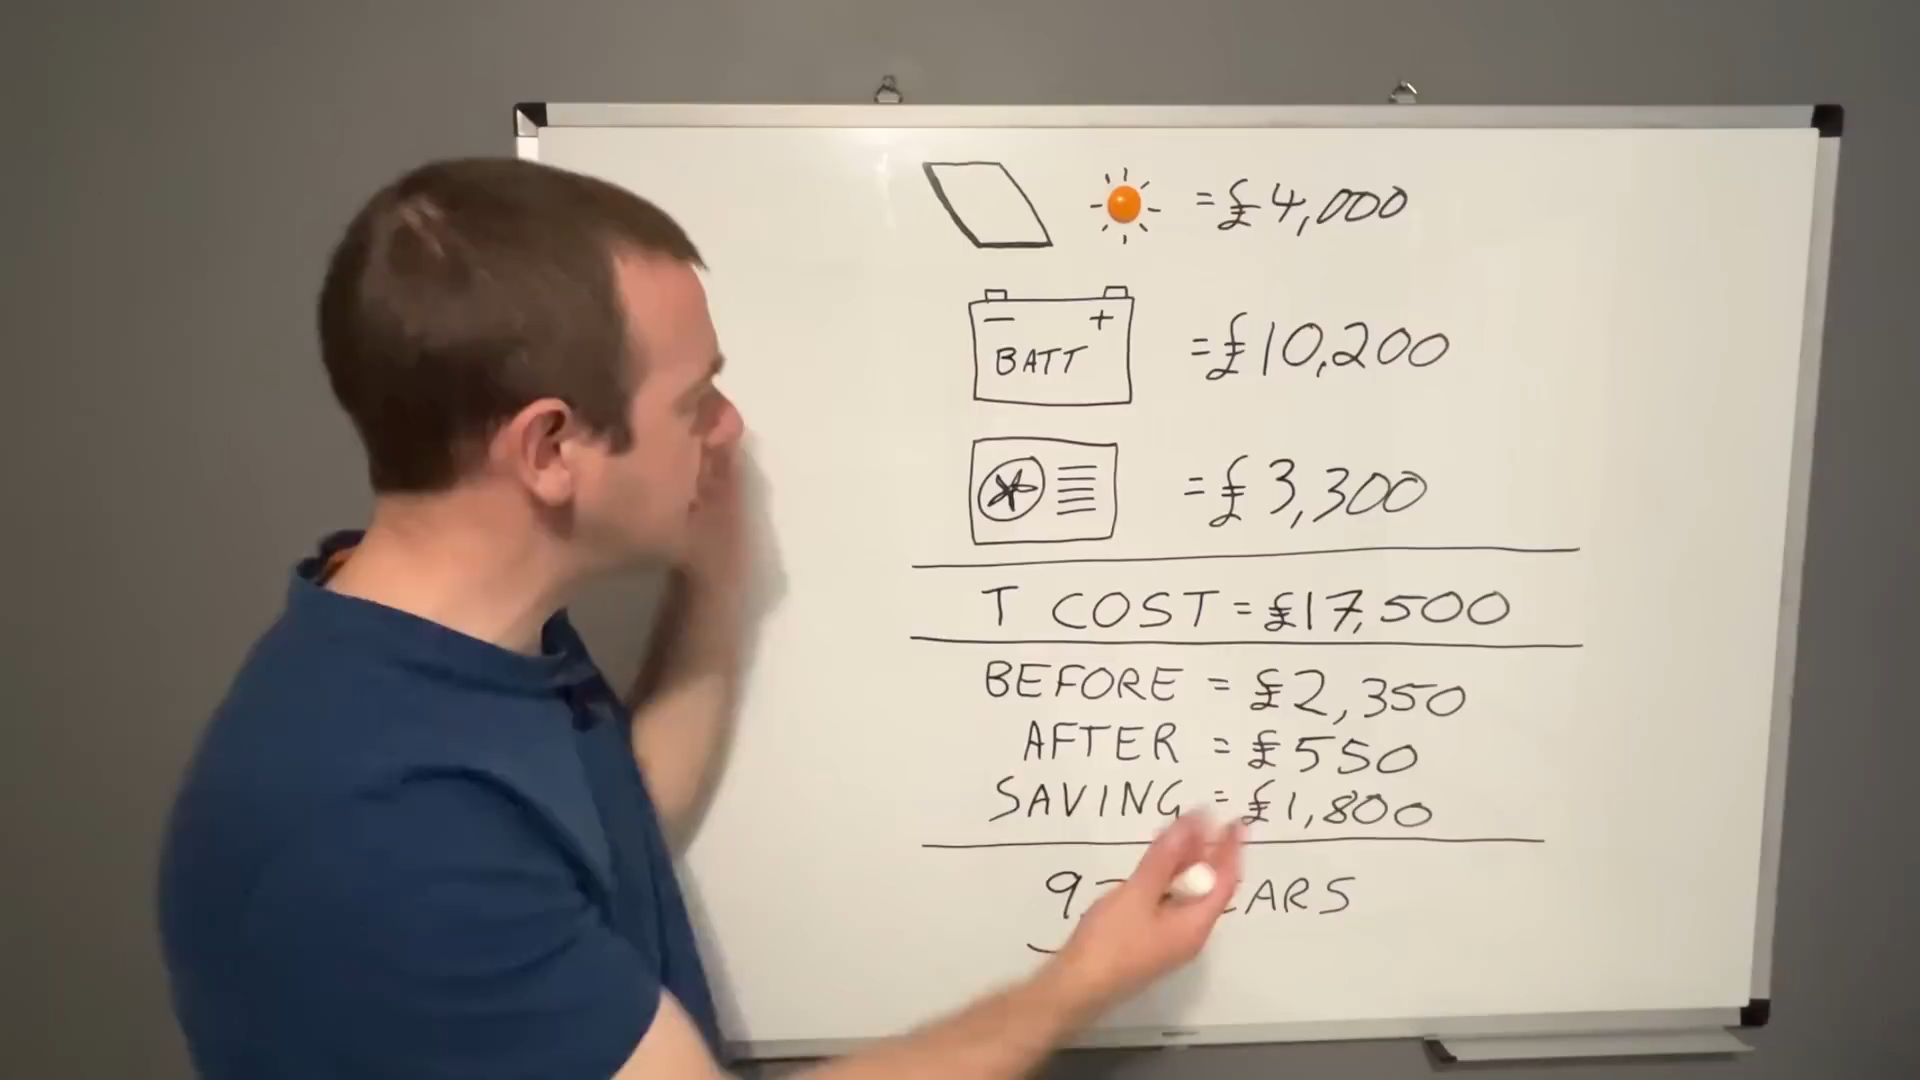 = £4,000
- +
BATT
= £10,200
= £3,300
T COST = £17,500
BEFORE = £2,350
AFTER = £550
SAVING = £1,800